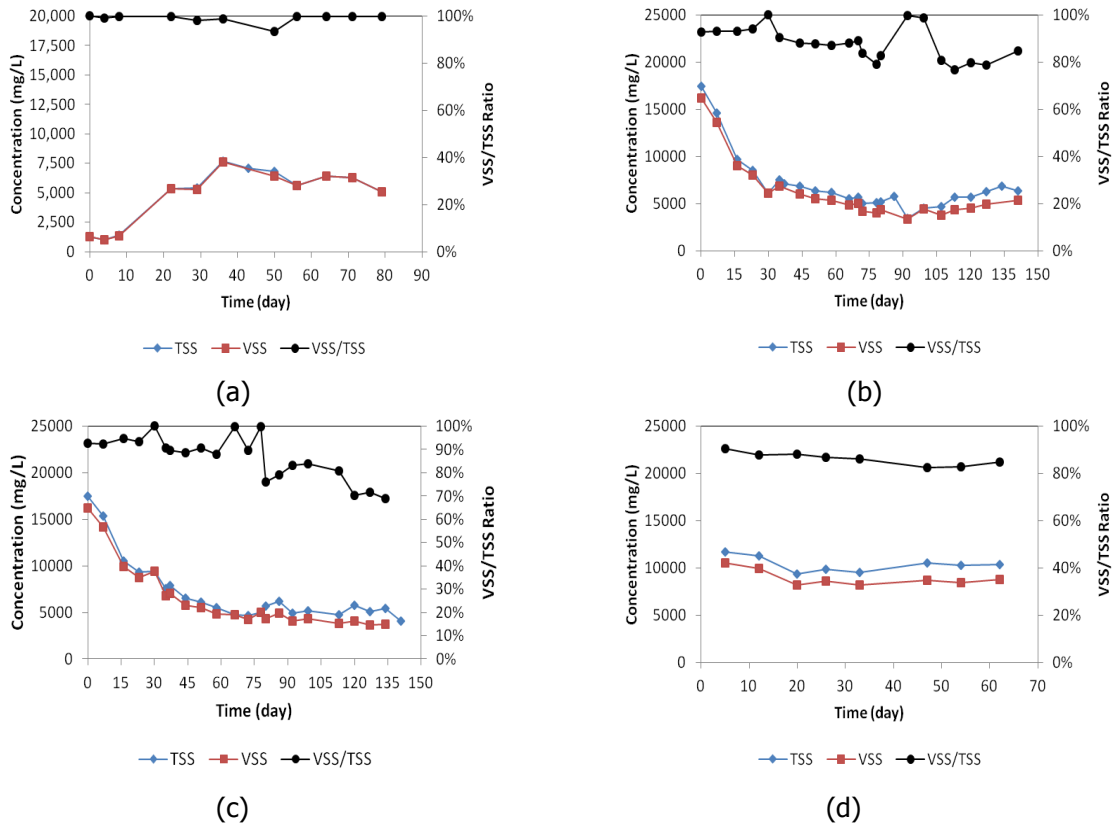 20,000
17,500
15,000
12,500
10,000
7,500
5,000
2,500
0
Concentration (mg/L)
100%
80%
60%
40%
20%
0%
VSS/TSS Ratio
0 10 20 30 40 50 60 70 80 90
Time (day)
TSS VSS VSS/TSS
(a)
25000
20000
15000
10000
5000
0
Concentration (mg/L)
100%
80%
60%
40%
20%
0%
VSS/TSS Ratio
0 15 30 45 60 75 90 105 120 135 150
Time (day)
TSS VSS VSS/TSS
(b)
25000
20000
15000
10000
5000
0
Concentration (mg/L)
100%
90%
80%
70%
60%
50%
40%
30%
20%
10%
0%
VSS/TSS Ratio
0 15 30 45 60 75 90 105 120 135 150
Time (day)
TSS VSS VSS/TSS
(c)
25000
20000
15000
10000
5000
0
Concentration (mg/L)
100%
80%
60%
40%
20%
0%
VSS/TSS Ratio
0 10 20 30 40 50 60 70
Time (day)
TSS VSS VSS/TSS
(d)